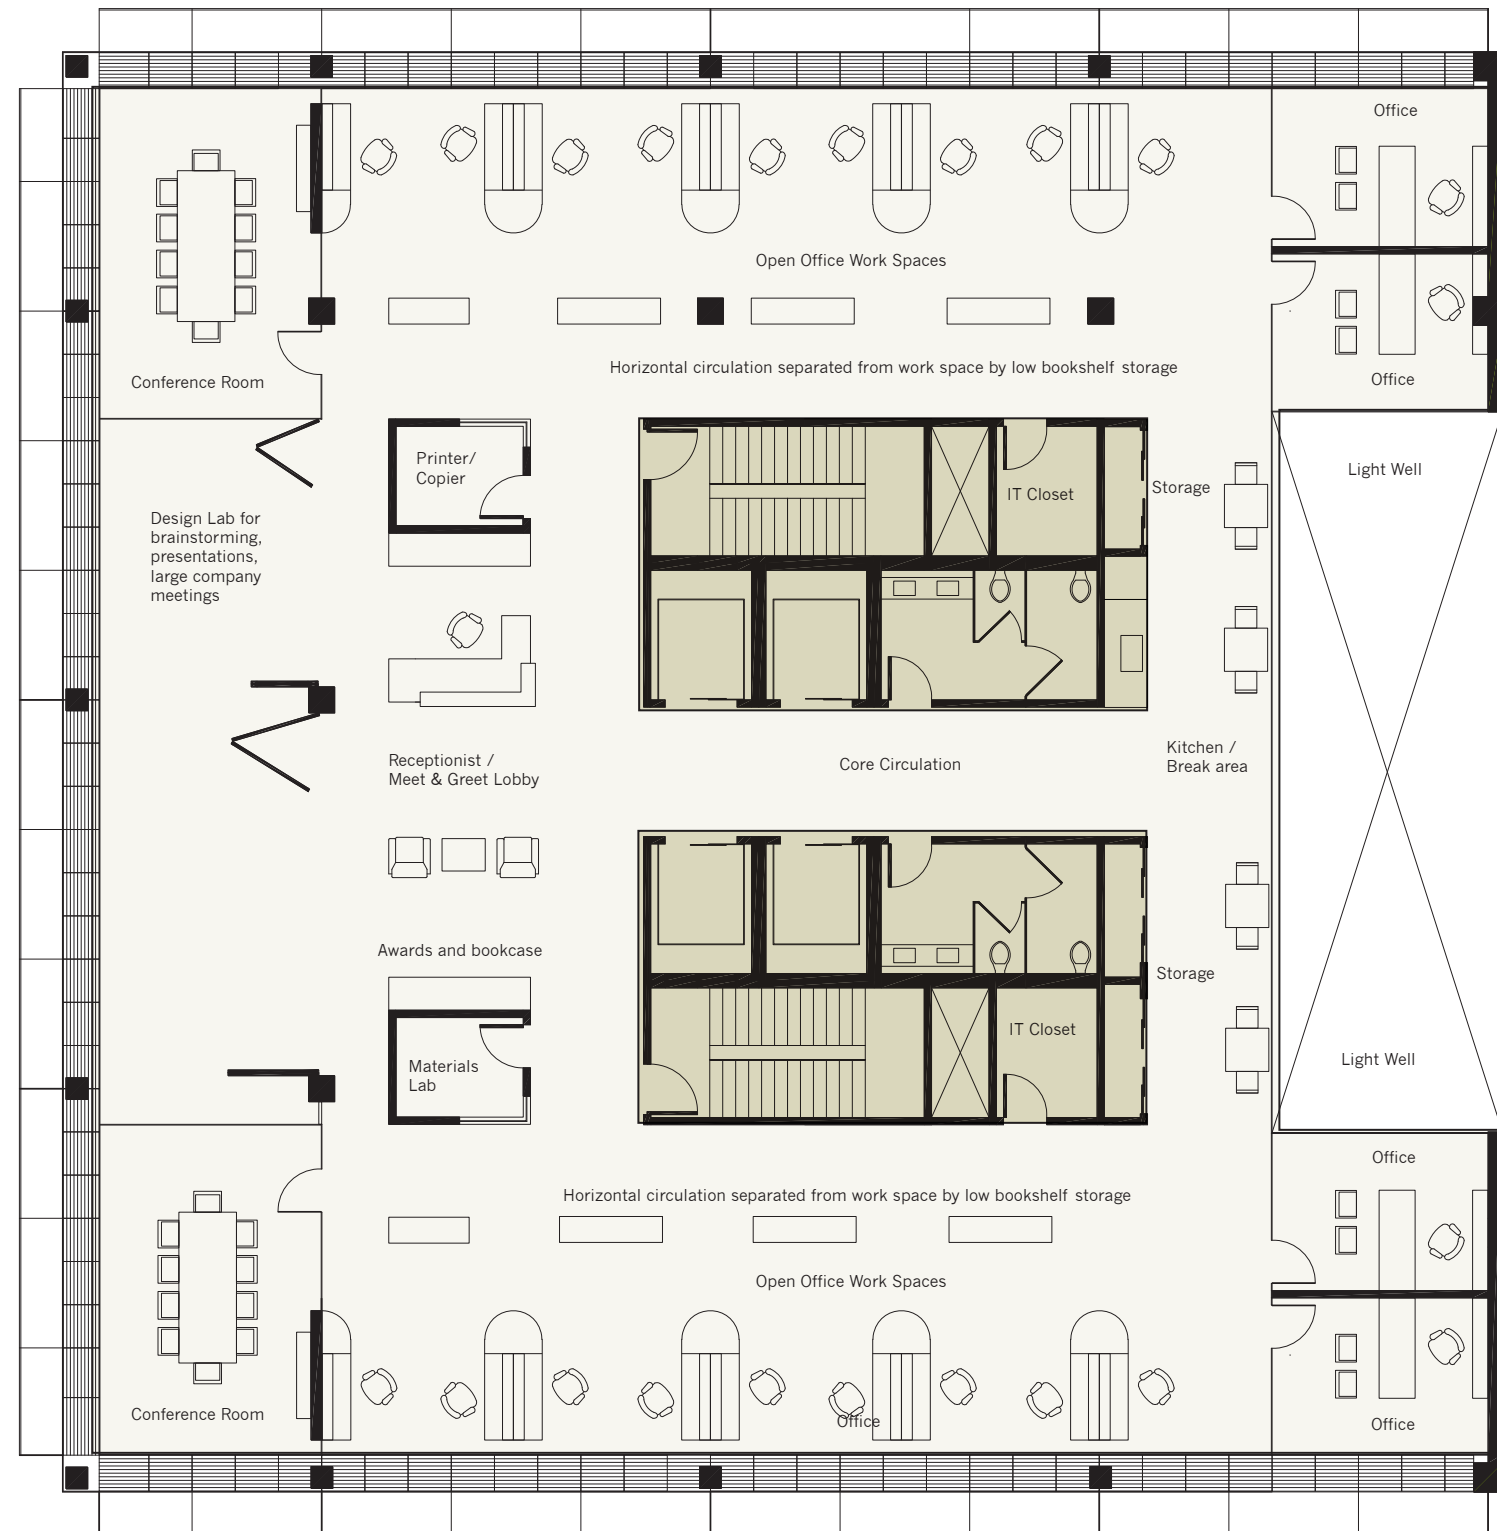 Office
Open Office Work Spaces
Horizontal circulation separated from work space by low bookshelf storage
Office
Conference Room
Printer/
Copier
IT Closet
Storage
Light Well
Design Lab for
brainstorming,
presentations,
large company
meetings
Receptionist /
Meet & Greet Lobby
Core Circulation
Kitchen /
Break area
Awards and bookcase
Storage
Materials
Lab
IT Closet
Light Well
Office
Horizontal circulation separated from work space by low bookshelf storage
Open Office Work Spaces
Conference Room
Office
Office